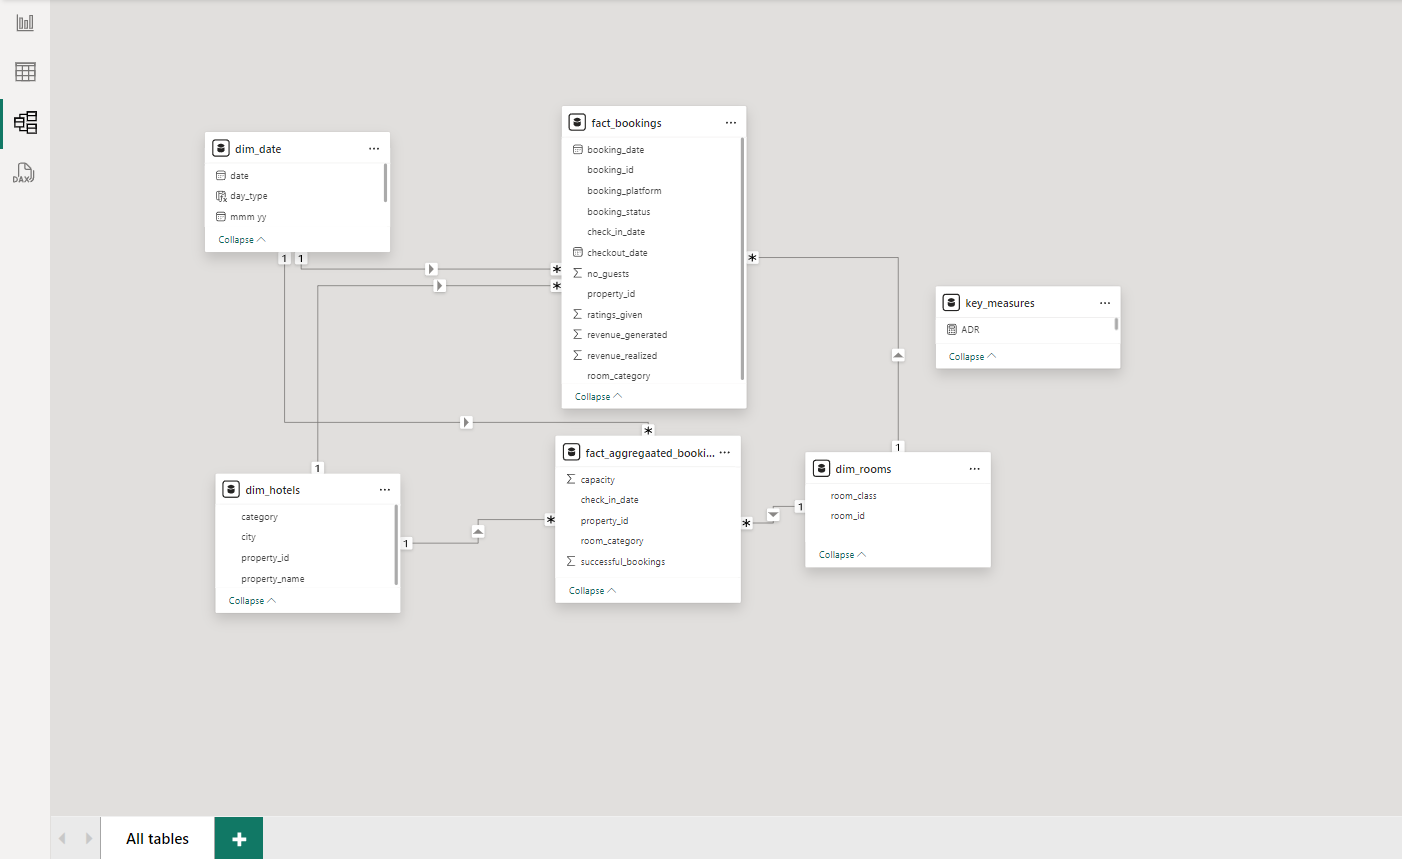 DAX
dim_date
date
day_type
mmm yy
Collapse
1
1
fact_bookings
booking_date
booking_id
booking_platform
booking_status
check_in_date
checkout_date
no_guests
property_id
ratings_given
revenue_generated
revenue_realized
room_category
Collapse
*
*
*
key_measures
ADR
Collapse
1
dim_hotels
category
city
property_id
property_name
Collapse
1
*
fact_aggregaated_booki...
capacity
check_in_date
property_id
room_category
successful_bookings
Collapse
*
*
1
1
dim_rooms
room_class
room_id
Collapse
All tables